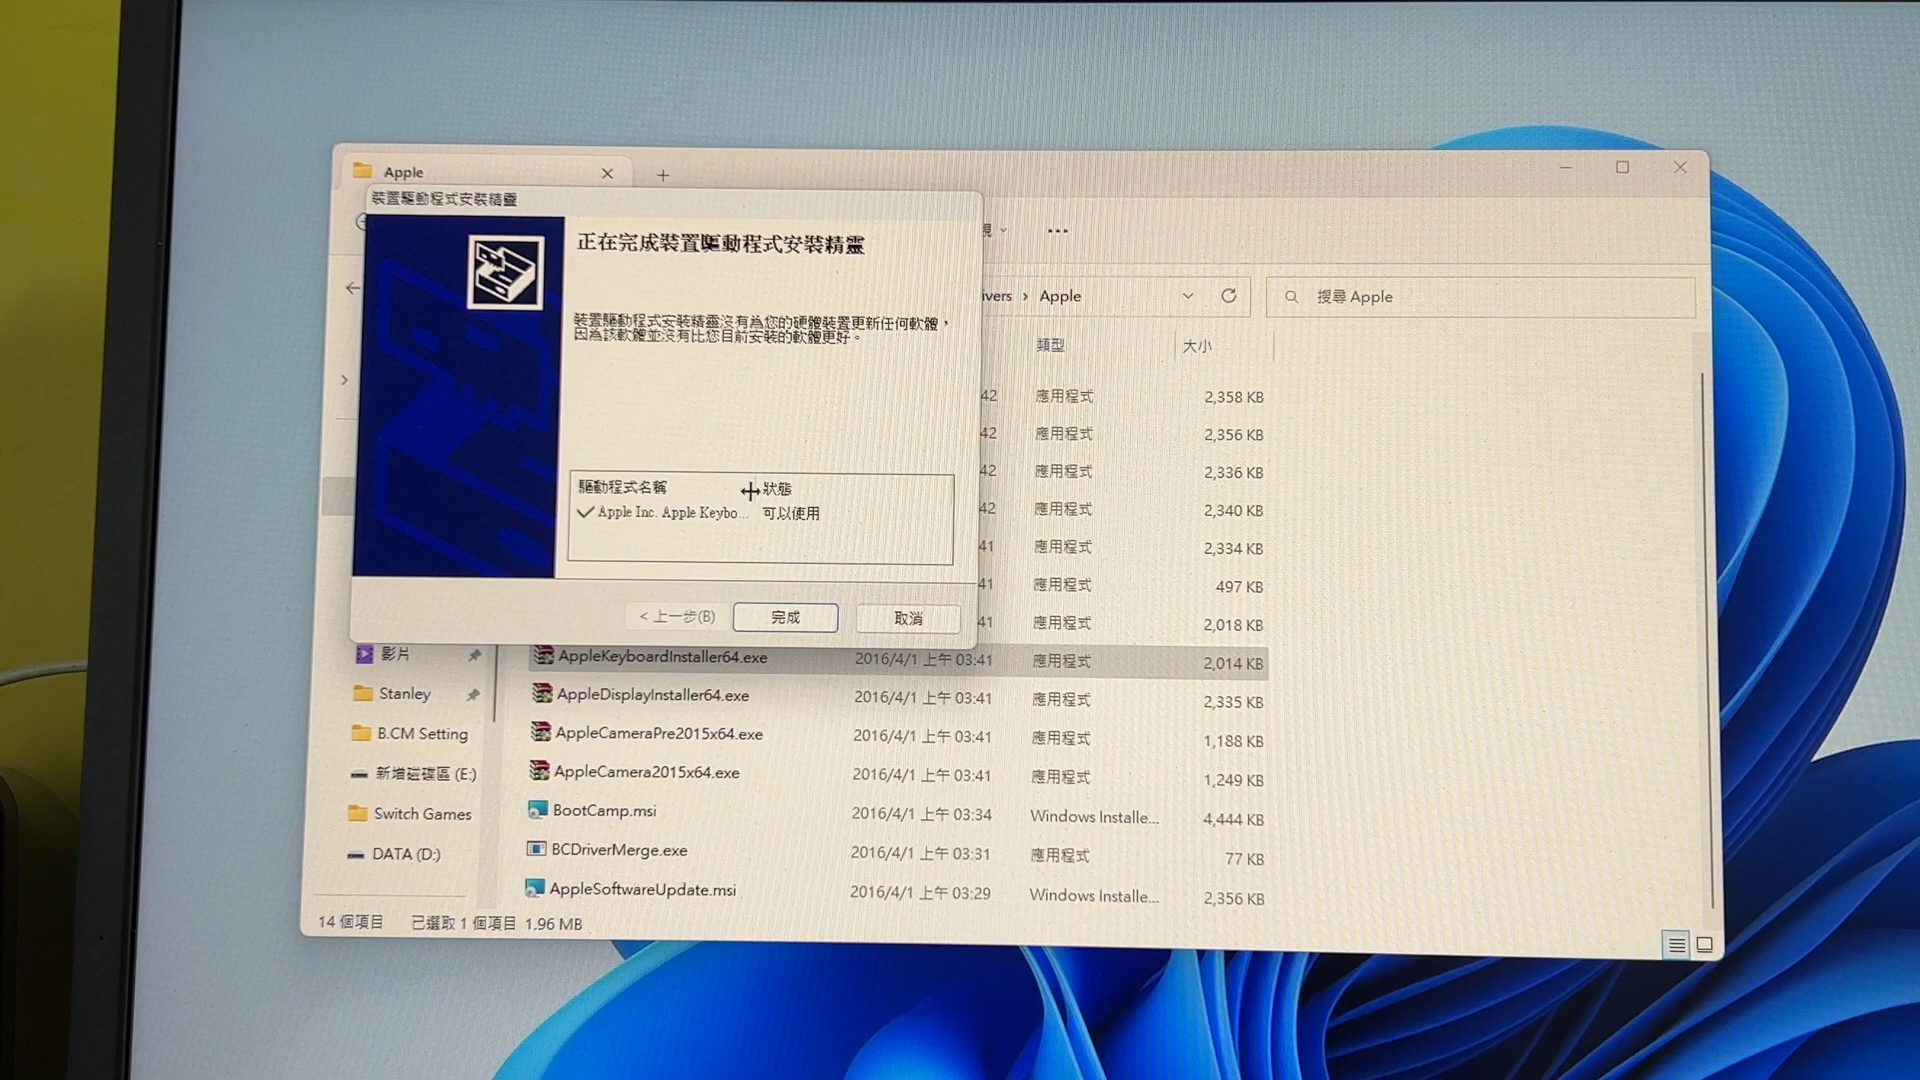 Apple
裝置驅動程式安裝精靈
正在完成裝置驅動程式安裝精靈
裝置驅動程式安裝精靈沒有為您的硬體裝置更新任何軟體，
因為該軟體並沒有比您目前安裝的軟體更好。
驅動程式名稱 狀態
Apple Inc. Apple Keybo... 可以使用
< 上一步(B) 完成 取消
ivers › Apple
搜尋 Apple
類型 大小
42 應用程式 2,358 KB
42 應用程式 2,356 KB
42 應用程式 2,336 KB
42 應用程式 2,340 KB
41 應用程式 2,334 KB
41 應用程式 497 KB
41 應用程式 2,018 KB
AppleKeyboardInstaller64.exe 2016/4/1 上午 03:41 應用程式 2,014 KB
AppleDisplayInstaller64.exe 2016/4/1 上午 03:41 應用程式 2,335 KB
AppleCameraPre2015x64.exe 2016/4/1 上午 03:41 應用程式 1,188 KB
AppleCamera2015x64.exe 2016/4/1 上午 03:41 應用程式 1,249 KB
BootCamp.msi 2016/4/1 上午 03:34 Windows Installe... 4,444 KB
BCDriverMerge.exe 2016/4/1 上午 03:31 應用程式 77 KB
AppleSoftwareUpdate.msi 2016/4/1 上午 03:29 Windows Installe... 2,356 KB
影片
Stanley
B.CM Setting
新增磁碟區 (E:)
Switch Games
DATA (D:)
14 個項目 已選取 1 個項目 1.96 MB